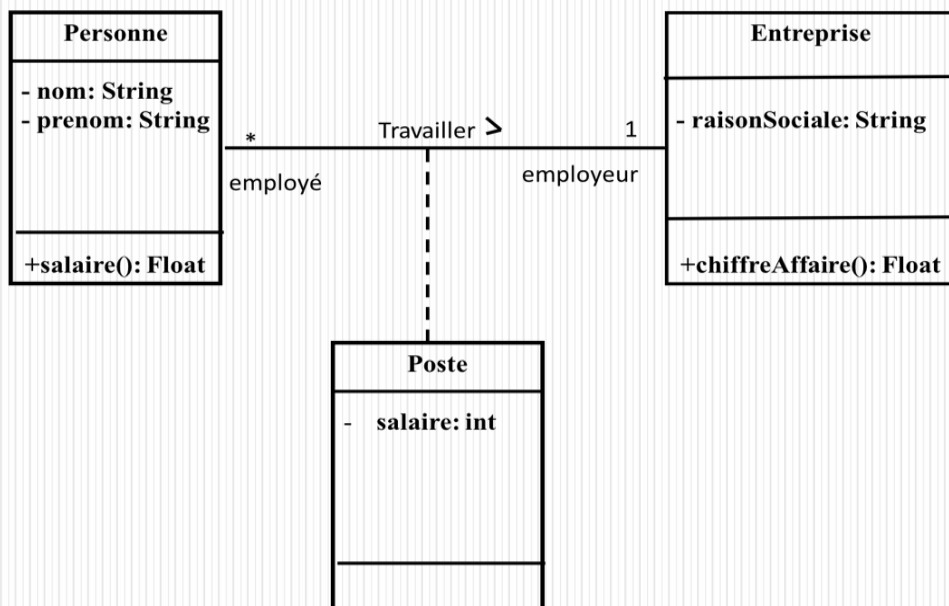 Personne
- nom: String
- prenom: String
+salaire(): Float
*
employé
Travailler >
1
employeur
Entreprise
- raisonSociale: String
+chiffreAffaire(): Float
Poste
- salaire: int